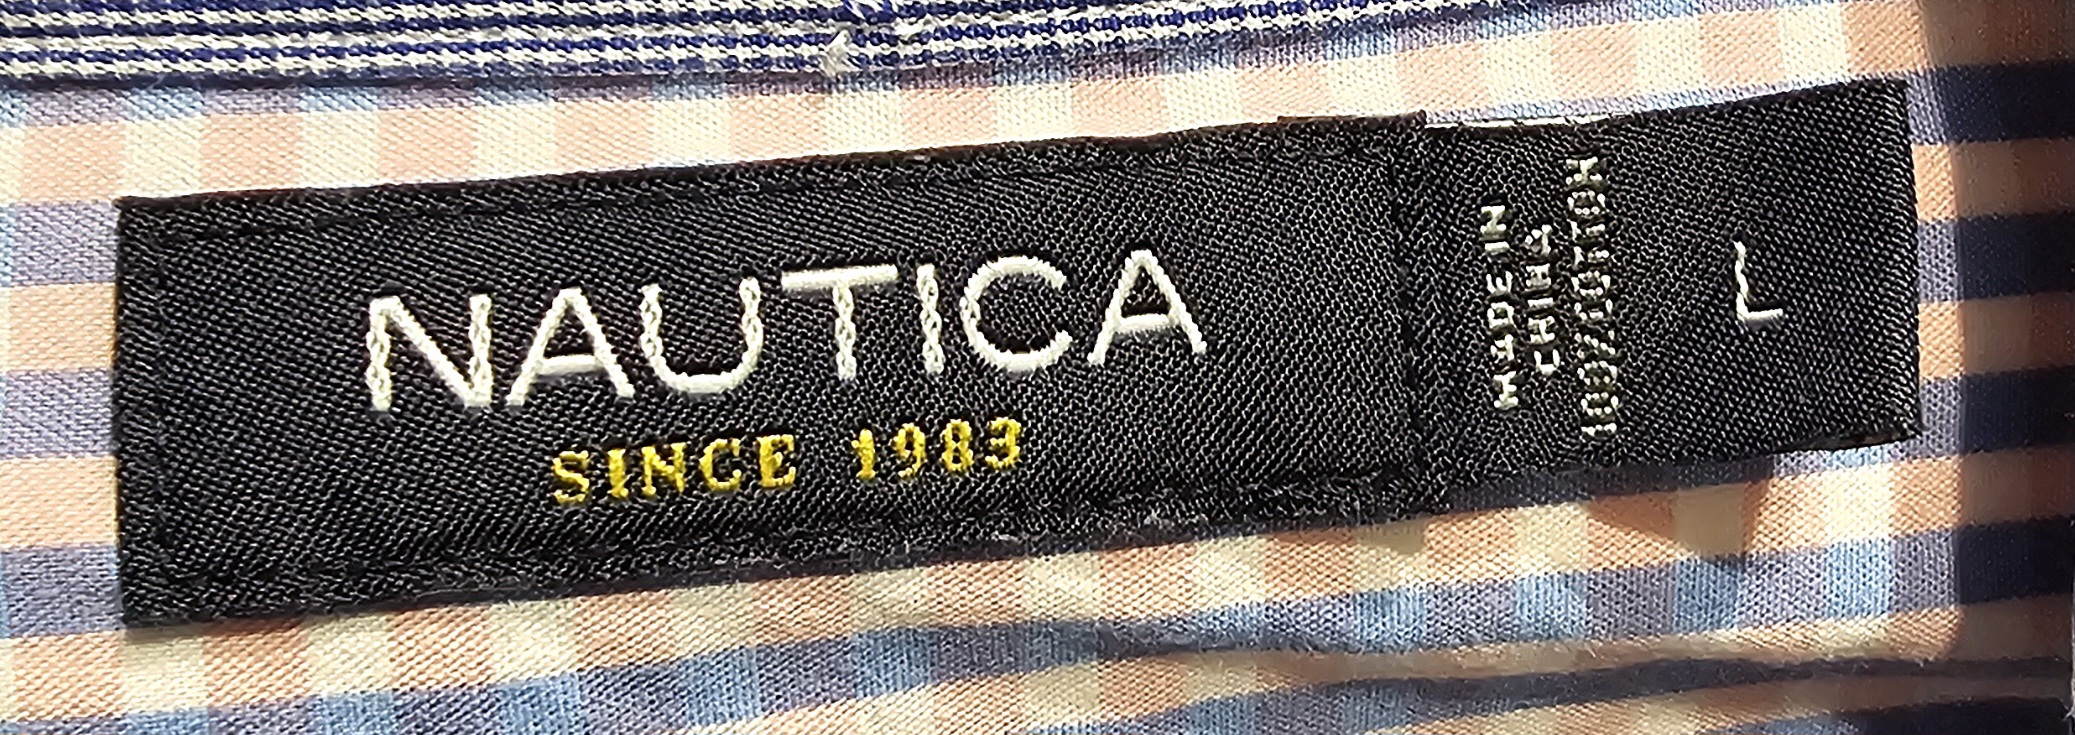 NAUTICA
SINCE 1983
MADE IN
CHINA
100%COTTON
L